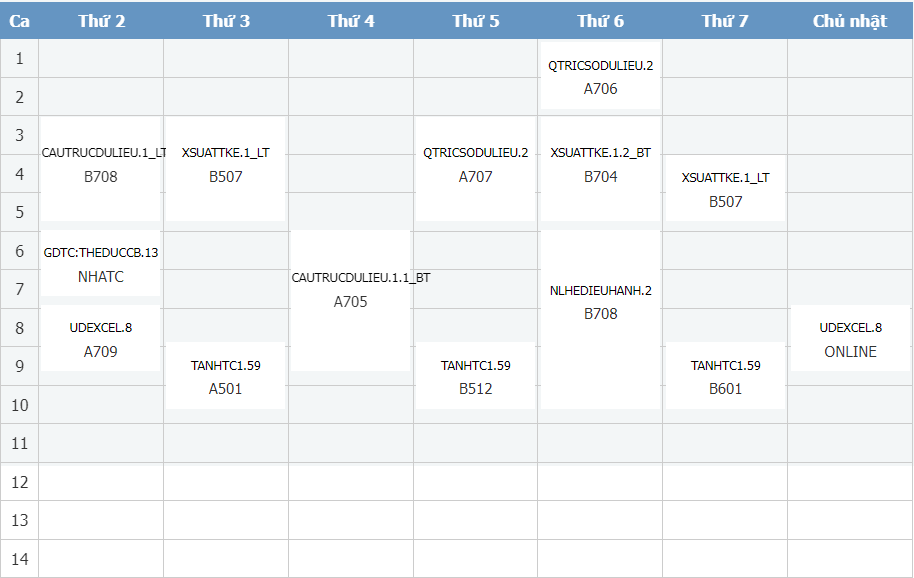 Ca Thứ 2 Thứ 3 Thứ 4 Thứ 5 Thứ 6 Thứ 7 Chủ nhật
1
QTRICSODULIEU.2
A706
2
3
CAUTRUCDULIEU.1_LT XSUATTKE.1_LT QTRICSODULIEU.2 XSUATTKE.1.2_BT
B708 B507 A707 B704
4
XSUATTKE.1_LT
B507
5
6
GDTC:THEDUCCB.13
NHATC
7
CAUTRUCDULIEU.1.1_BT
A705
NLHEDIEUHANH.2
B708
8
UDEXCEL.8 UDEXCEL.8
A709 ONLINE
9
TANHTC1.59 TANHTC1.59 TANHTC1.59
A501 B512 B601
10
11
12
13
14